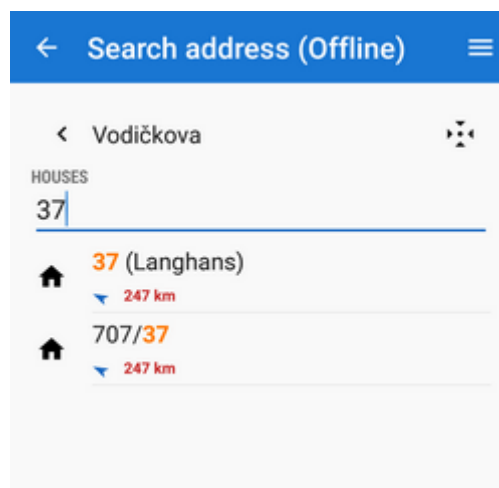 Search address (Offline)
Vodičkova
HOUSES
37
37 (Langhans)
247 km
707/37
247 km